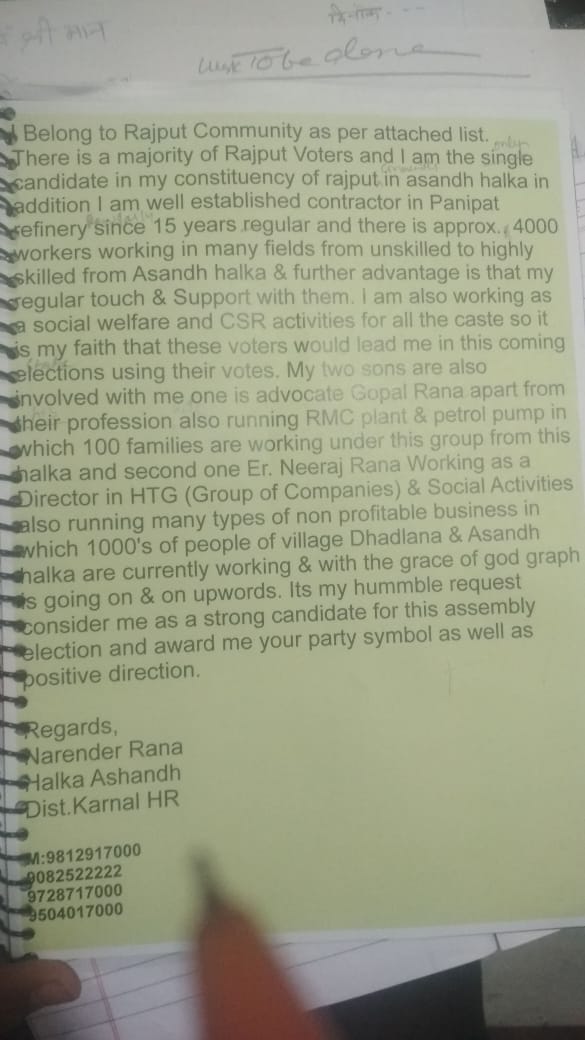 श्री मान
दिनांक - - -
To be done
I Belong to Rajput Community as per attached list.
only
There is a majority of Rajput Voters and I am the single
candidate in my constituency of rajput in asandh halka in
addition I am well established contractor in Panipat
refinery since 15 years regular and there is approx. 4000
workers working in many fields from unskilled to highly
skilled from Asandh halka & further advantage is that my
regular touch & Support with them. I am also working as
a social welfare and CSR activities for all the caste so it
is my faith that these voters would lead me in this coming
elections using their votes. My two sons are also
involved with me one is advocate Gopal Rana apart from
their profession also running RMC plant & petrol pump in
which 100 families are working under this group from this
halka and second one Er. Neeraj Rana Working as a
Director in HTG (Group of Companies) & Social Activities
also running many types of non profitable business in
which 1000's of people of village Dhadlana & Asandh
halka are currently working & with the grace of god graph
is going on & on upwords. Its my hummble request
consider me as a strong candidate for this assembly
election and award me your party symbol as well as
positive direction.
Regards,
Narender Rana
Halka Ashandh
Dist.Karnal HR
M:9812917000
9082522222
9728717000
9504017000